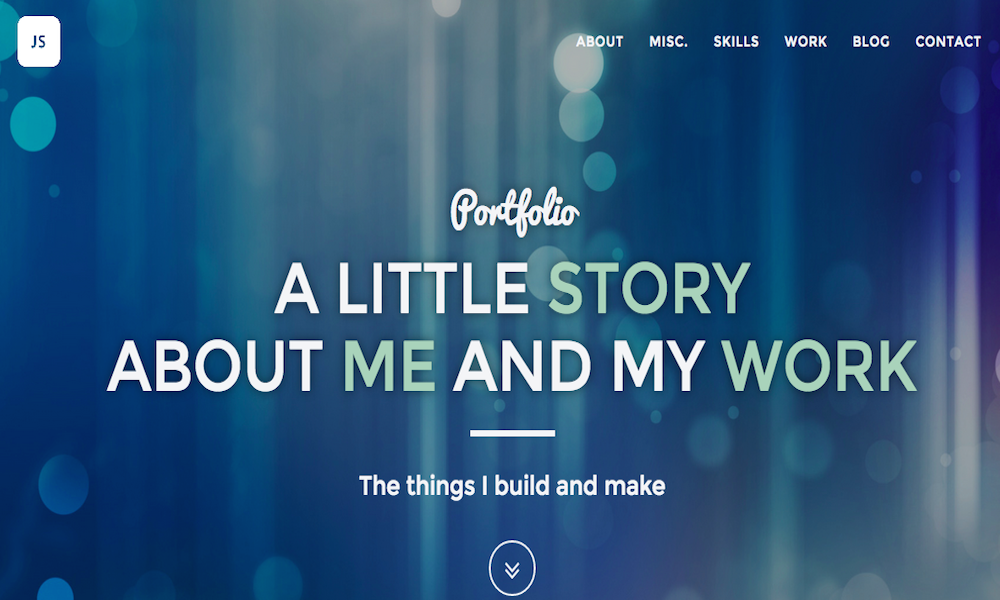 JS
ABOUT MISC. SKILLS WORK BLOG CONTACT
Portfolio
A LITTLE STORY
ABOUT ME AND MY WORK
The things I build and make